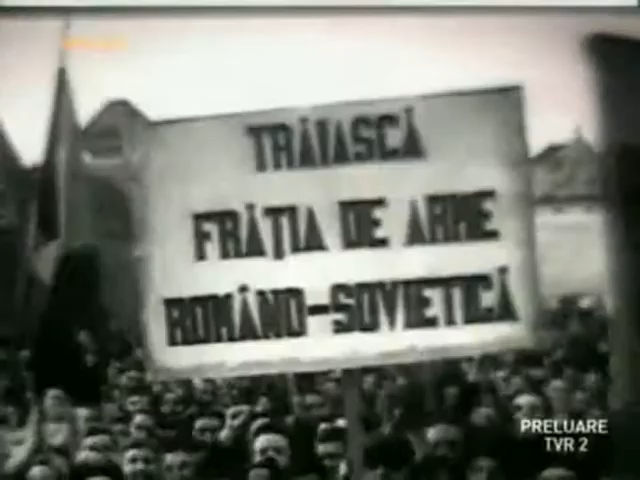 TRĂIASCĂ
FRĂȚIA DE ARME
ROMÂNO-SOVIETICĂ
PRELUARE
TVR 2